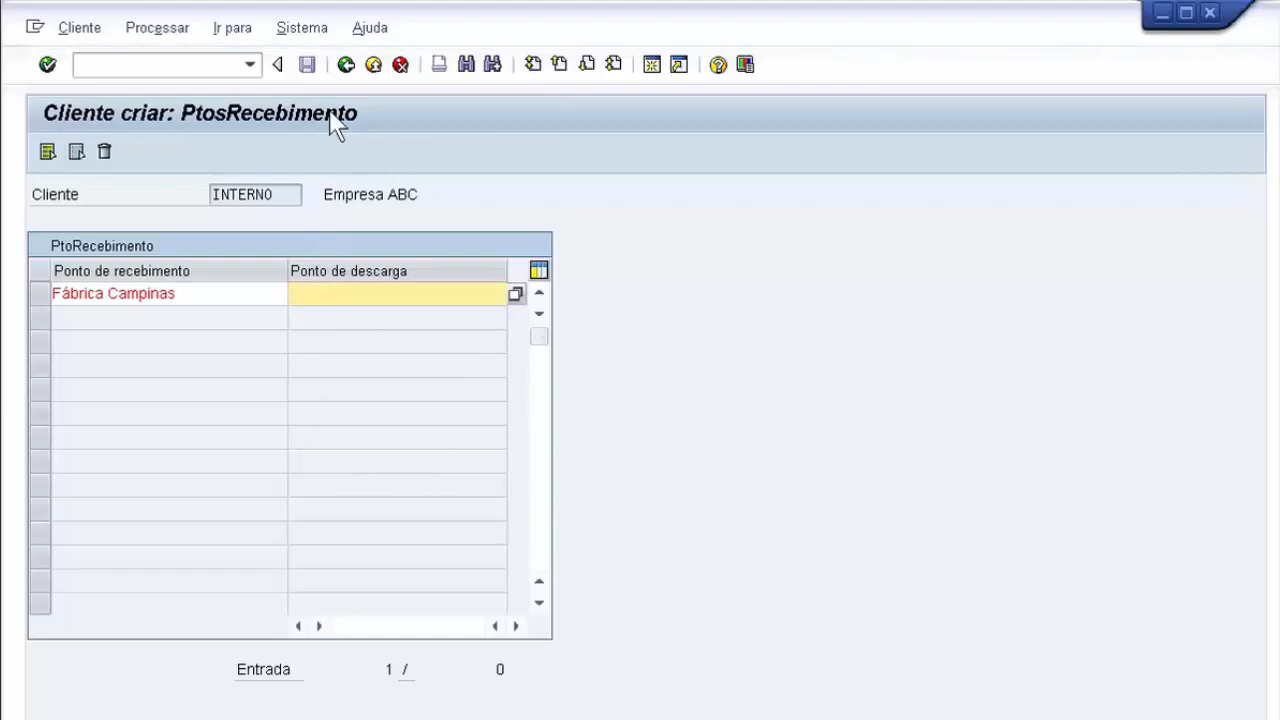 Cliente Processar Ir para Sistema Ajuda
Cliente criar: PtosRecebimento
Cliente INTERNO Empresa ABC
PtoRecebimento
Ponto de recebimento Ponto de descarga
Fábrica Campinas
Entrada 1 / 0